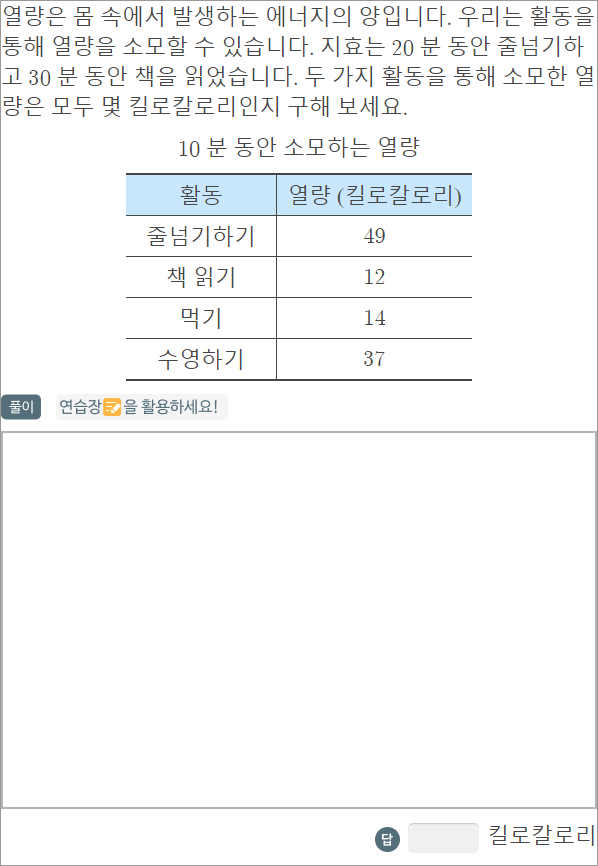 열량은 몸 속에서 발생하는 에너지의 양입니다. 우리는 활동을
통해 열량을 소모할 수 있습니다. 지효는 20 분 동안 줄넘기하
고 30 분 동안 책을 읽었습니다. 두 가지 활동을 통해 소모한 열
량은 모두 몇 킬로칼로리인지 구해 보세요.
10 분 동안 소모하는 열량
활동 열량 (킬로칼로리)
줄넘기하기 49
책 읽기 12
먹기 14
수영하기 37
풀이 연습장을 활용하세요!
답 킬로칼로리